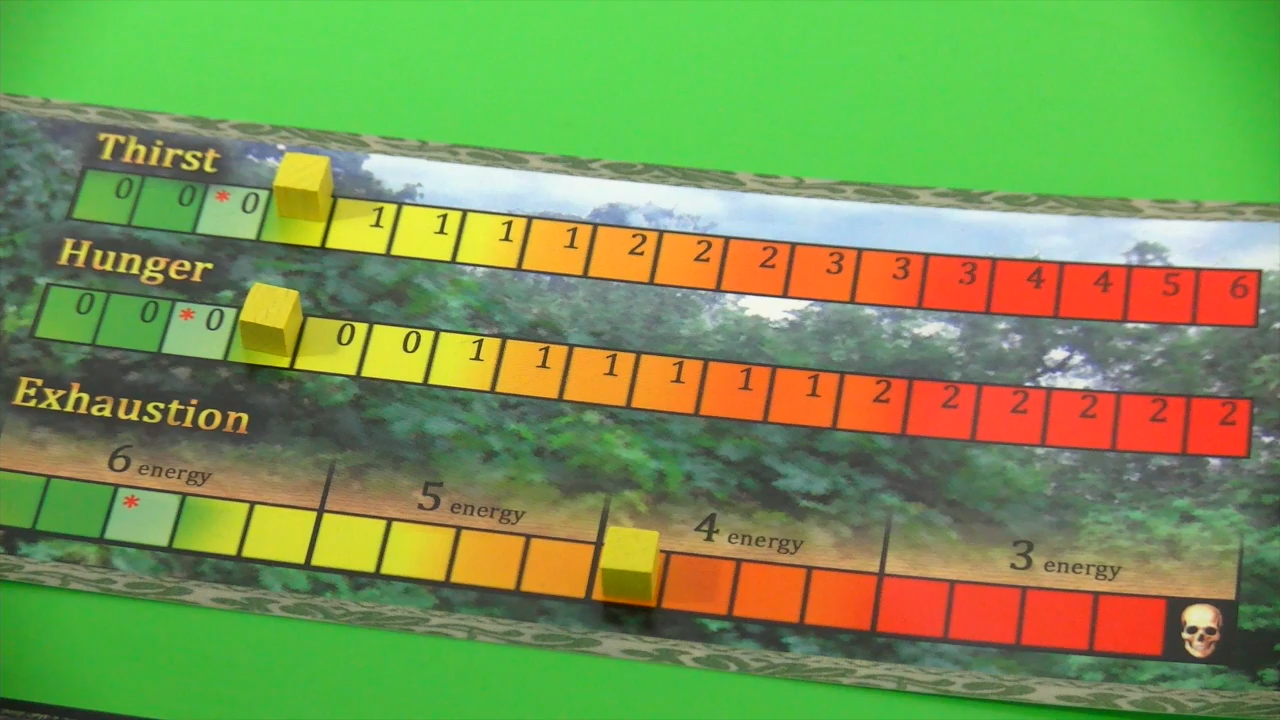 Thirst
0 0 * 0 1 1 1 1 2 2 2 3 3 3 4 4 5 6
Hunger
0 0 * 0 0 0 1 1 1 1 1 1 2 2 2 2 2 2
Exhaustion
6 energy 5 energy 4 energy 3 energy
*